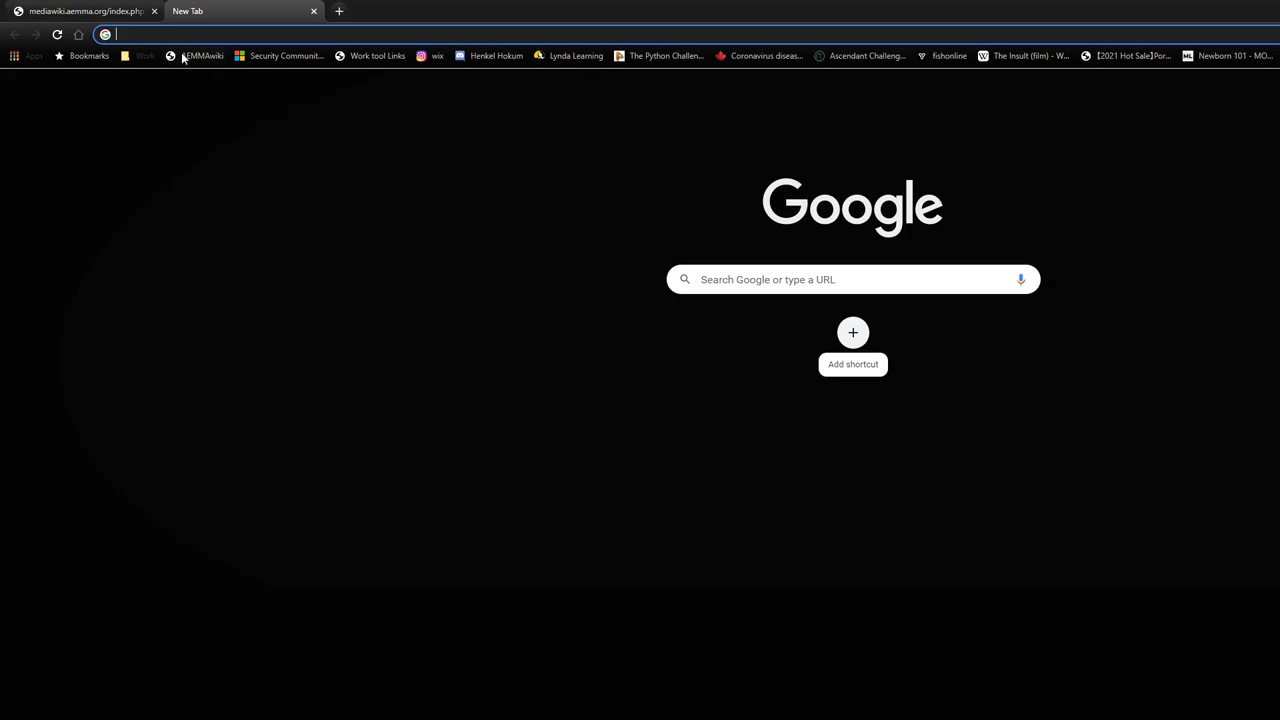 mediawiki.aemma.org/index.php
New Tab
Apps Bookmarks Work AEMMAwiki Security Communit... Work tool Links wix Henkel Hokum Lynda Learning The Python Challen... Coronavirus diseas... Ascendant Challeng... fishonline The Insult (film) - W... 【2021 Hot Sale】Por... Newborn 101 - MO...
Google
Search Google or type a URL
Add shortcut